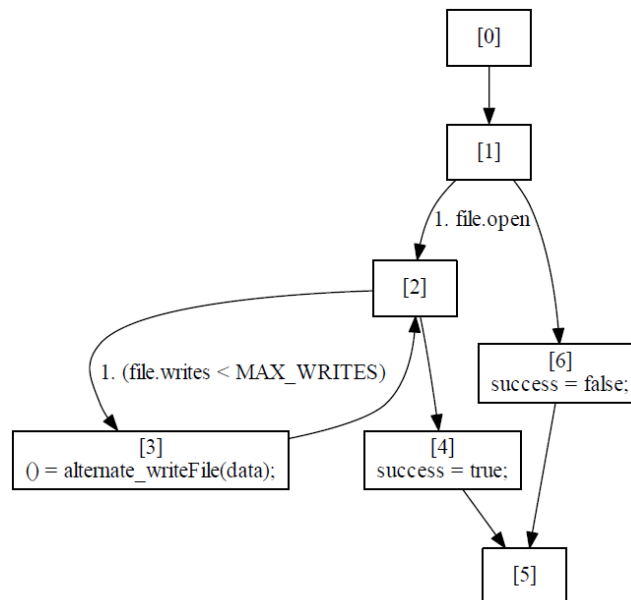 [0]
[1]
1. file.open
[2]
1. (file.writes < MAX_WRITES)
[6]
success = false;
[3]
() = alternate_writeFile(data);
[4]
success = true;
[5]